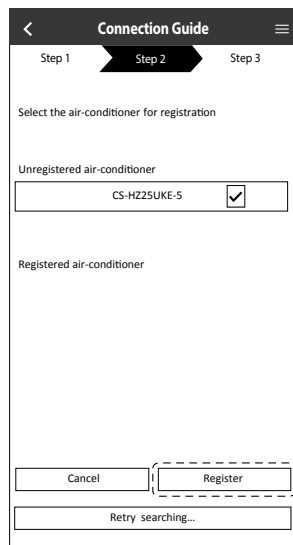 Connection Guide
Step 1 Step 2 Step 3
Select the air-conditioner for registration
Unregistered air-conditioner
CS-HZ25UKE-5
Registered air-conditioner
Cancel Register
Retry searching...